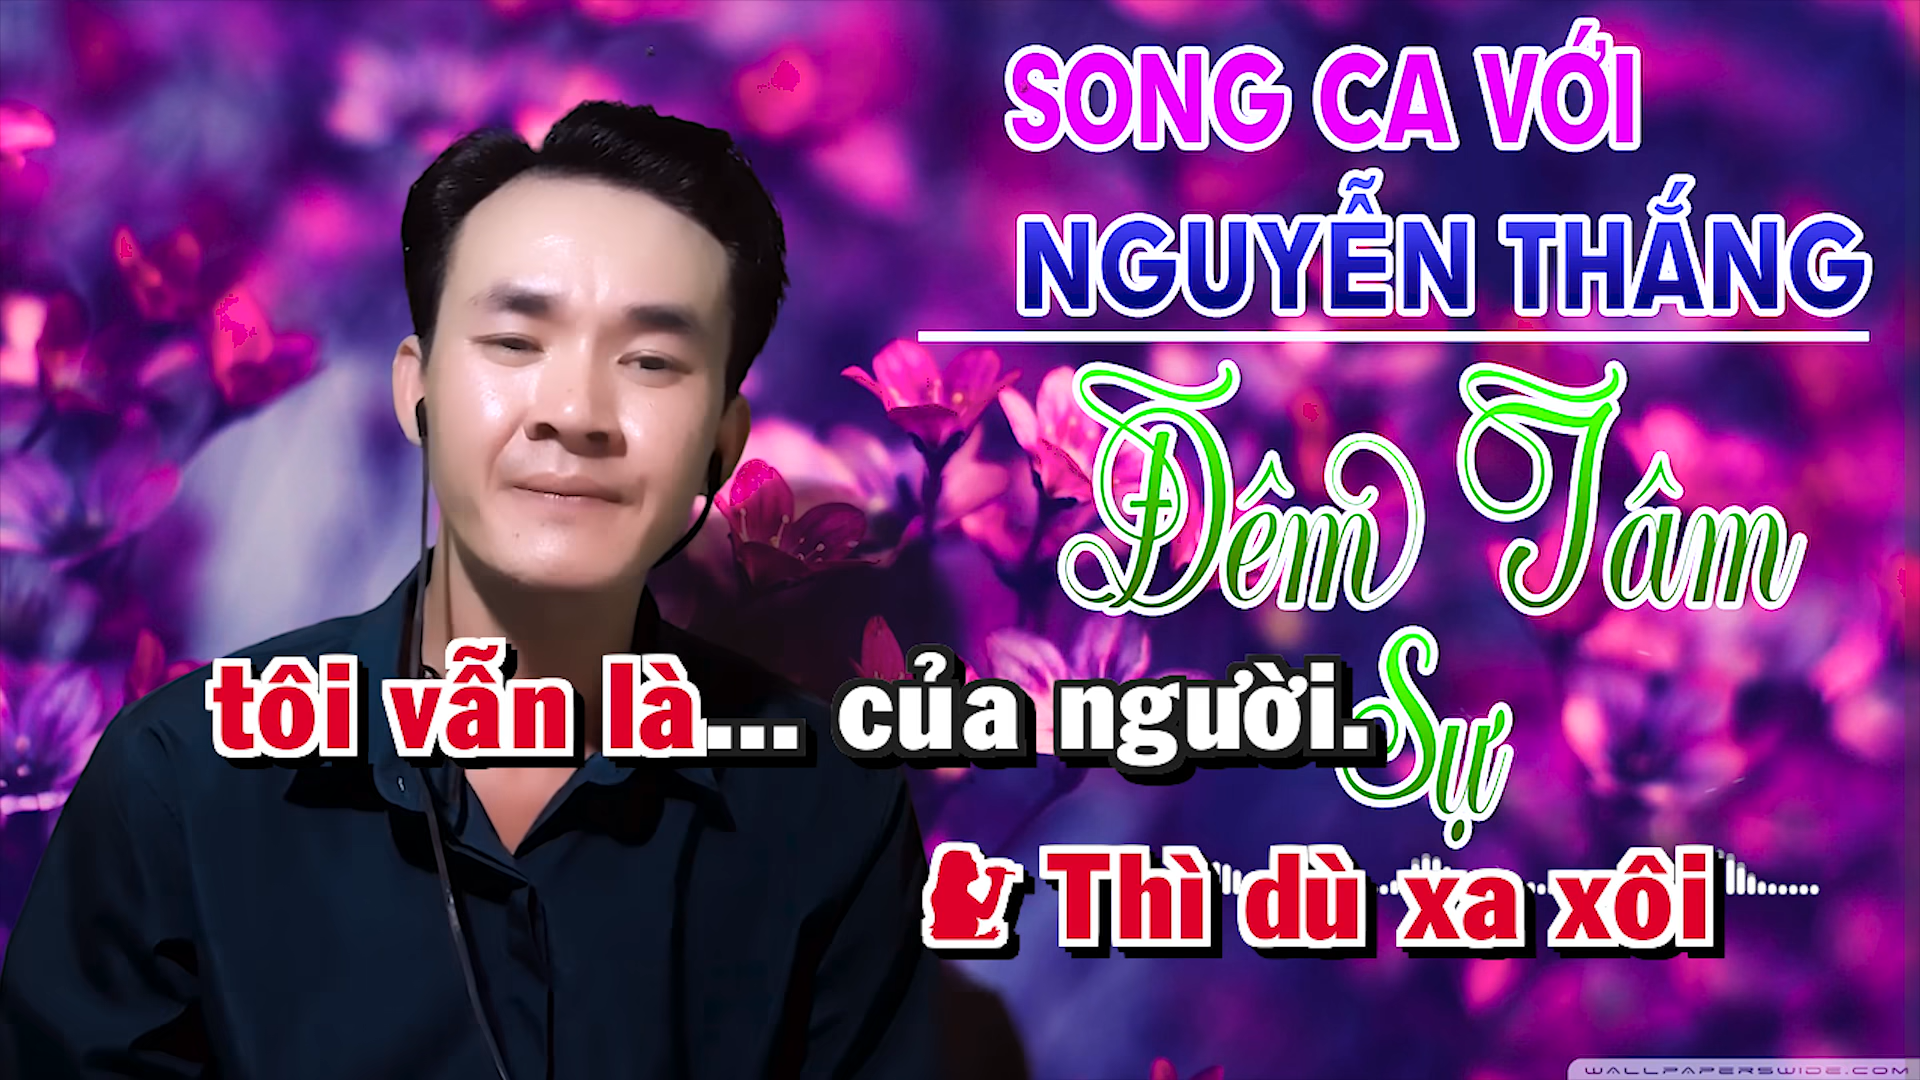 SONG CA VỚI
NGUYỄN THẮNG
Đêm Tâm
Sự
tôi vẫn là... của người.
Thì dù xa xôi
WALLPAPERSWIDE.COM